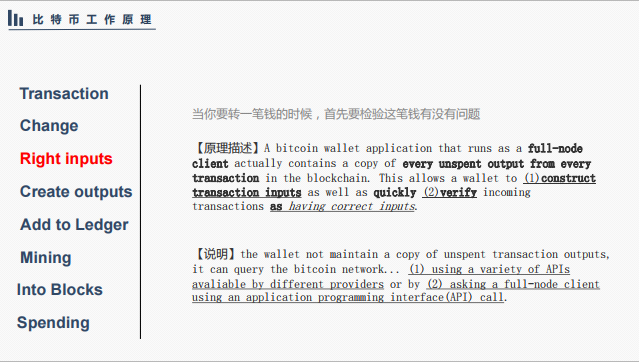 比特币工作原理
Transaction
Change
Right inputs
Create outputs
Add to Ledger
Mining
Into Blocks
Spending
当你要转一笔钱的时候，首先要检验这笔钱有没有问题
【原理描述】A bitcoin wallet application that runs as a full-node
client actually contains a copy of every unspent output from every
transaction in the blockchain. This allows a wallet to (1)construct
transaction inputs as well as quickly (2)verify incoming
transactions as having correct inputs.
【说明】the wallet not maintain a copy of unspent transaction outputs,
it can query the bitcoin network... (1) using a variety of APIs
avaliable by different providers or by (2) asking a full-node client
using an application programming interface(API) call.